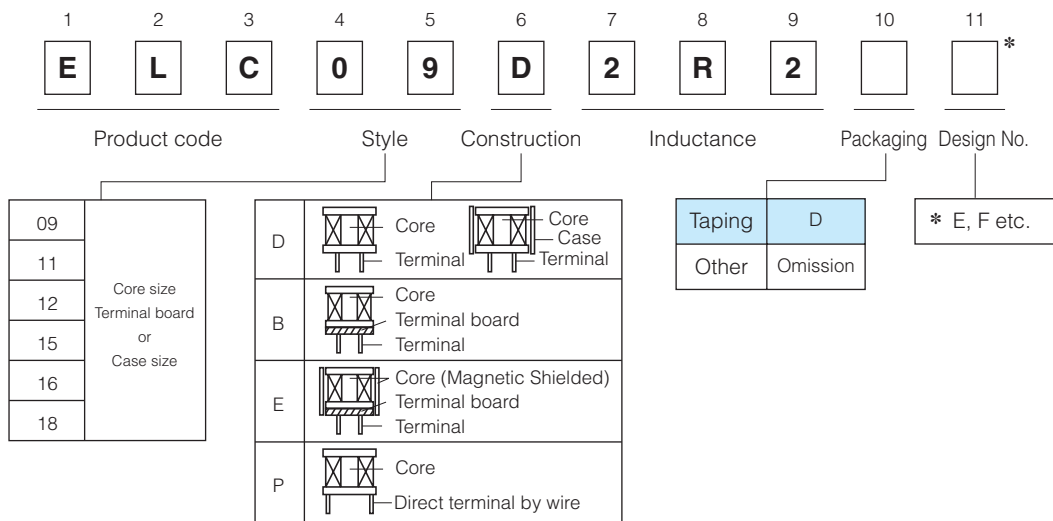 1 2 3 4 5 6 7 8 9 10 11
E L C 0 9 D 2 R 2 *
Product code Style Construction Inductance Packaging Design No.
09
11
12
15
16
18
Core size
Terminal board
or
Case size
D
Core
Terminal
Core
Case
Terminal
B
Core
Terminal board
Terminal
E
Core (Magnetic Shielded)
Terminal board
Terminal
P
Core
Direct terminal by wire
Taping D
Other Omission
* E, F etc.